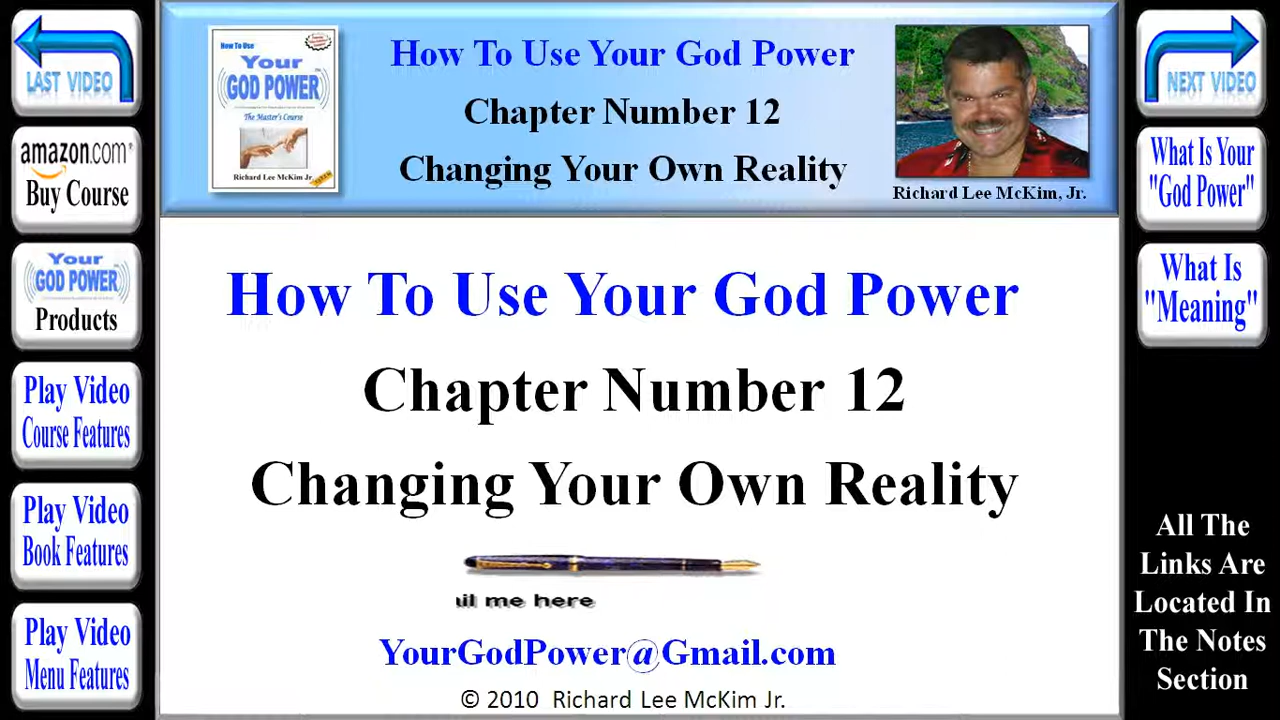 LAST VIDEO
amazon.com
Buy Course
Your
GOD POWER
Products
Play Video
Course Features
Play Video
Book Features
Play Video
Menu Features
How To Use
Your
GOD POWER
The Master's Course
Richard Lee McKim Jr.
How To Use Your God Power
Chapter Number 12
Changing Your Own Reality
Richard Lee McKim, Jr.
How To Use Your God Power
Chapter Number 12
Changing Your Own Reality
il me here
YourGodPower@Gmail.com
© 2010 Richard Lee McKim Jr.
NEXT VIDEO
What Is Your
"God Power"
What Is
"Meaning"
All The
Links Are
Located In
The Notes
Section